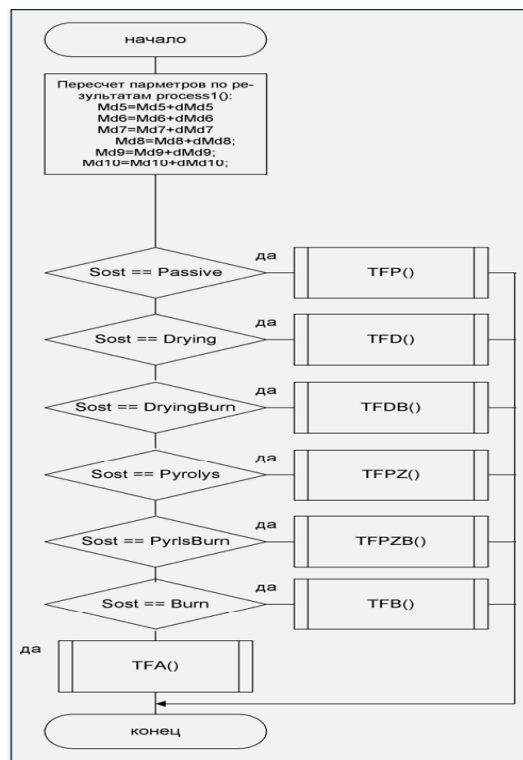 начало
Пересчет парметров по ре-
зультатам process1():
Md5=Md5+dMd5
Md6=Md6+dMd6
Md7=Md7+dMd7
Md8=Md8+dMd8;
Md9=Md9+dMd9;
Md10=Md10+dMd10;
Sost == Passive
да
TFP()
Sost == Drying
да
TFD()
Sost == DryingBurn
да
TFDB()
Sost == Pyrolys
да
TFPZ()
Sost == PyrlsBurn
да
TFPZB()
Sost == Burn
да
TFB()
да
TFA()
конец